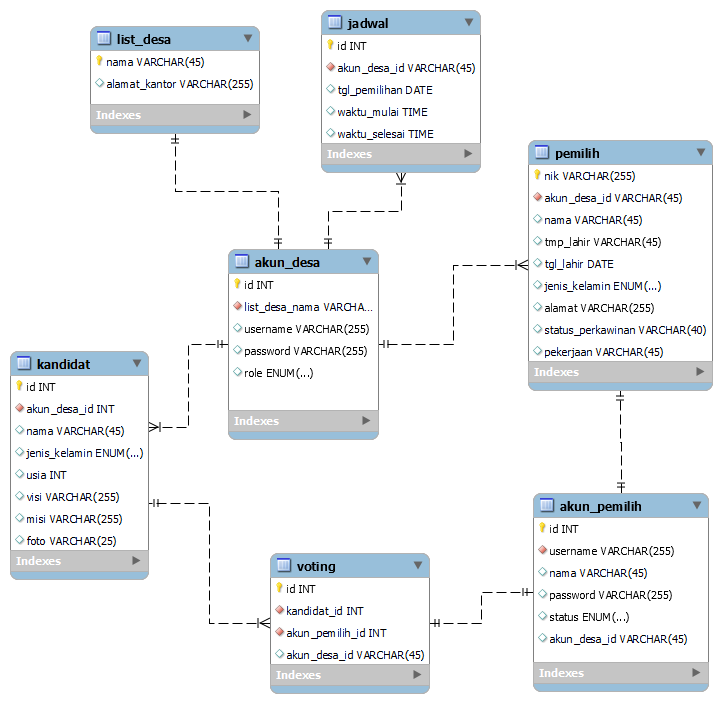 list_desa
nama VARCHAR(45)
alamat_kantor VARCHAR(255)
Indexes
jadwal
id INT
akun_desa_id VARCHAR(45)
tgl_pemilihan DATE
waktu_mulai TIME
waktu_selesai TIME
Indexes
pemilih
nik VARCHAR(255)
akun_desa_id VARCHAR(45)
nama VARCHAR(45)
tmp_lahir VARCHAR(45)
tgl_lahir DATE
jenis_kelamin ENUM(...)
alamat VARCHAR(255)
status_perkawinan VARCHAR(40)
pekerjaan VARCHAR(45)
Indexes
akun_desa
id INT
list_desa_nama VARCHA...
username VARCHAR(255)
password VARCHAR(255)
role ENUM(...)
Indexes
kandidat
id INT
akun_desa_id INT
nama VARCHAR(45)
jenis_kelamin ENUM(...)
usia INT
visi VARCHAR(255)
misi VARCHAR(255)
foto VARCHAR(25)
Indexes
akun_pemilih
id INT
username VARCHAR(255)
nama VARCHAR(45)
password VARCHAR(255)
status ENUM(...)
akun_desa_id VARCHAR(45)
Indexes
voting
id INT
kandidat_id INT
akun_pemilih_id INT
akun_desa_id VARCHAR(45)
Indexes